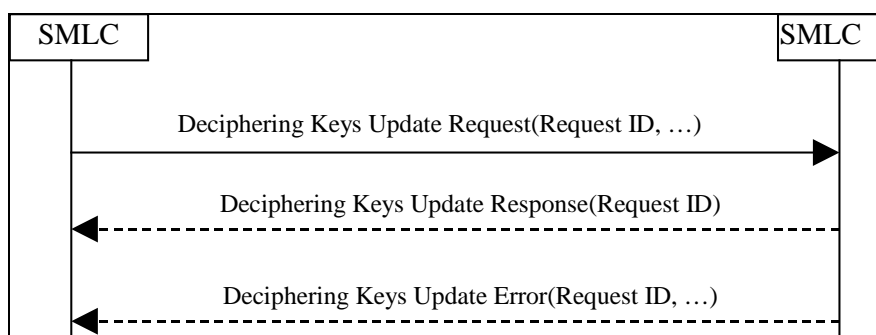 SMLC
SMLC
Deciphering Keys Update Request(Request ID, …)
Deciphering Keys Update Response(Request ID)
Deciphering Keys Update Error(Request ID, …)